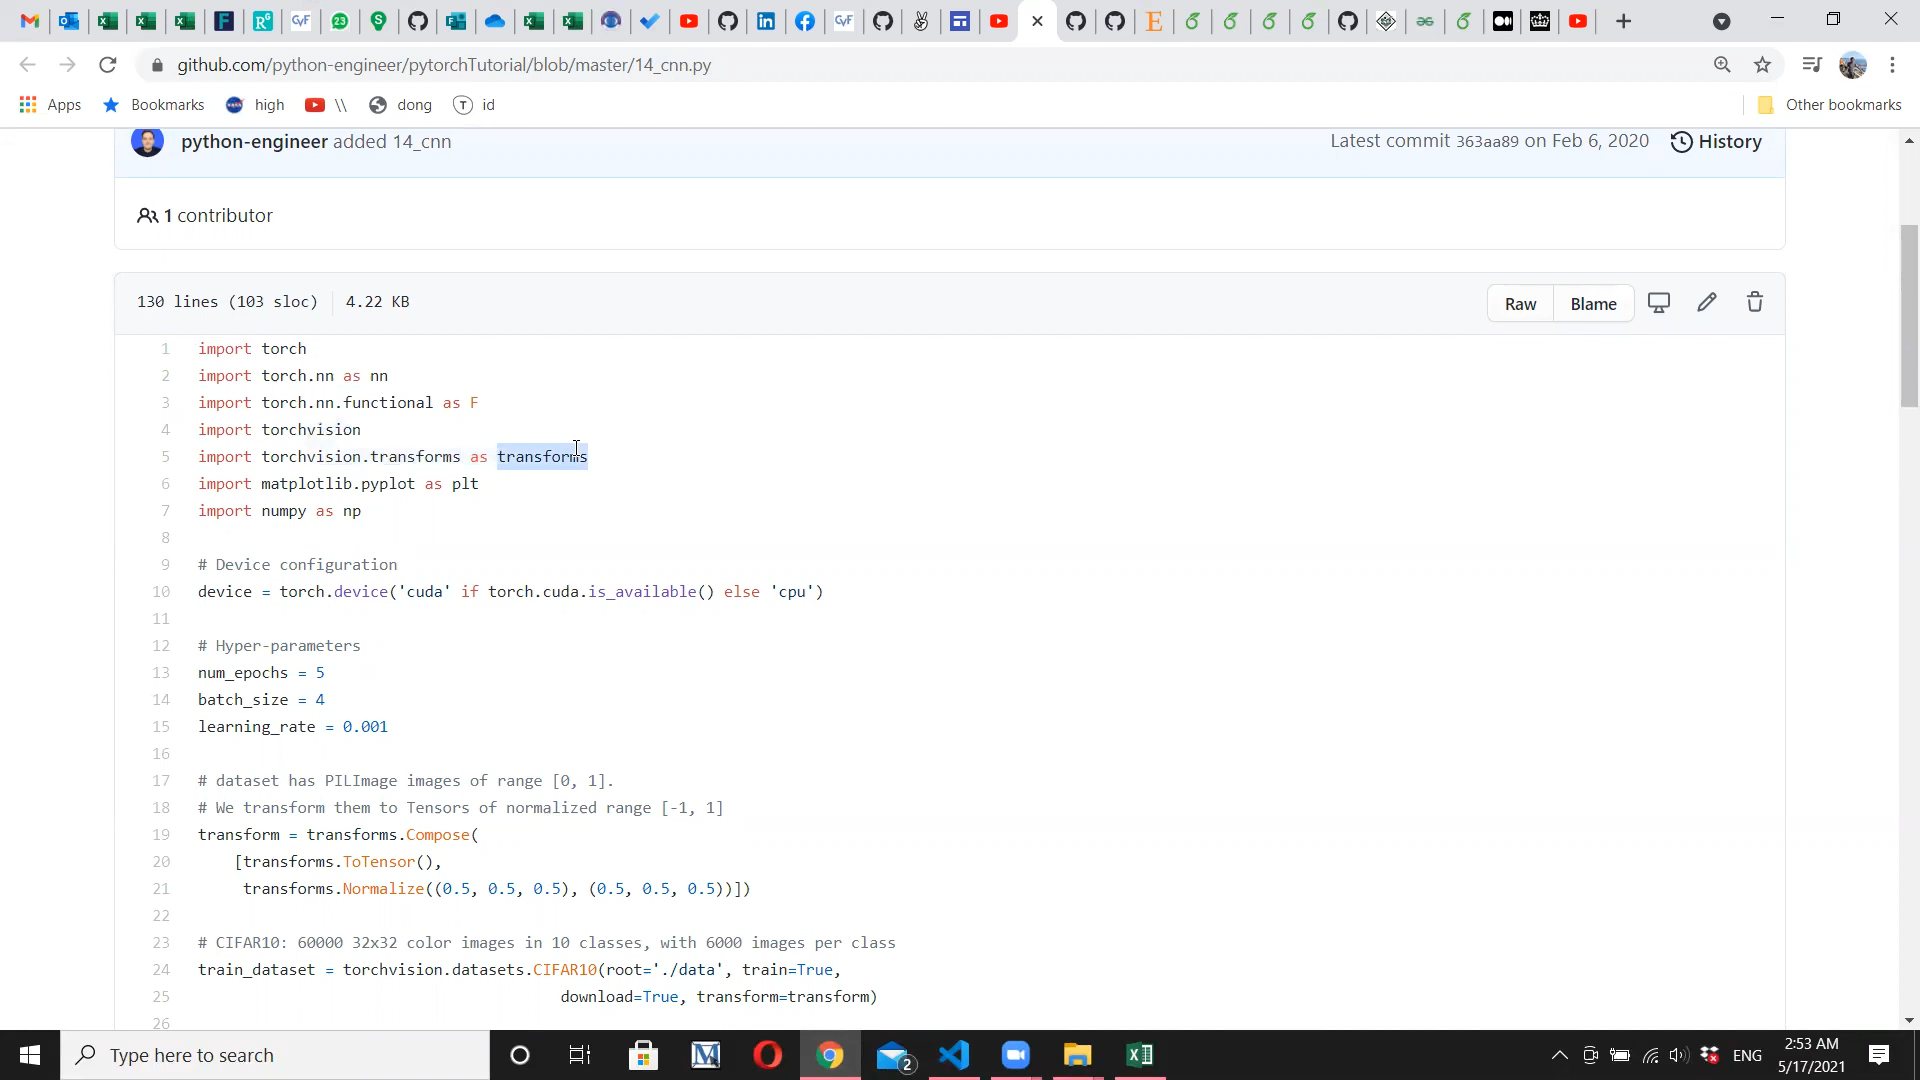 github.com/python-engineer/pytorchTutorial/blob/master/14_cnn.py
Apps Bookmarks high \\ dong id Other bookmarks
python-engineer added 14_cnn Latest commit 363aa89 on Feb 6, 2020 History
1 contributor
130 lines (103 sloc) 4.22 KB Raw Blame
1 import torch
2 import torch.nn as nn
3 import torch.nn.functional as F
4 import torchvision
5 import torchvision.transforms as transforms
6 import matplotlib.pyplot as plt
7 import numpy as np
8
9 # Device configuration
10 device = torch.device('cuda' if torch.cuda.is_available() else 'cpu')
11
12 # Hyper-parameters
13 num_epochs = 5
14 batch_size = 4
15 learning_rate = 0.001
16
17 # dataset has PILImage images of range [0, 1].
18 # We transform them to Tensors of normalized range [-1, 1]
19 transform = transforms.Compose(
20 [transforms.ToTensor(),
21 transforms.Normalize((0.5, 0.5, 0.5), (0.5, 0.5, 0.5))])
22
23 # CIFAR10: 60000 32x32 color images in 10 classes, with 6000 images per class
24 train_dataset = torchvision.datasets.CIFAR10(root='./data', train=True,
25 download=True, transform=transform)
26
Type here to search 2 ENG 2:53 AM
5/17/2021